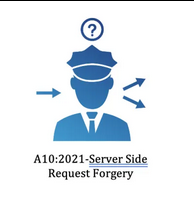 ?
A10:2021-Server Side
Request Forgery